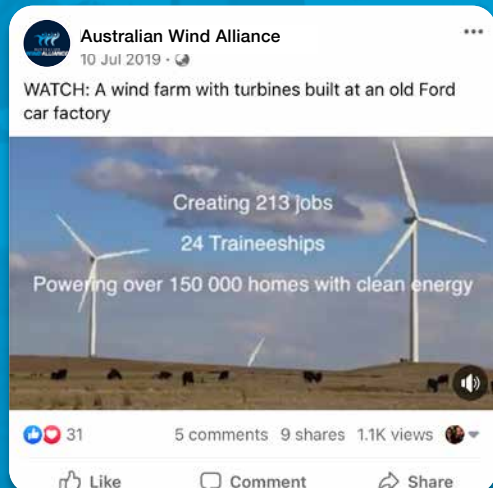 Australian Wind Alliance
10 Jul 2019 ·
WATCH: A wind farm with turbines built at an old Ford
car factory
Creating 213 jobs
24 Traineeships
Powering over 150 000 homes with clean energy
31 5 comments 9 shares 1.1K views
Like Comment Share